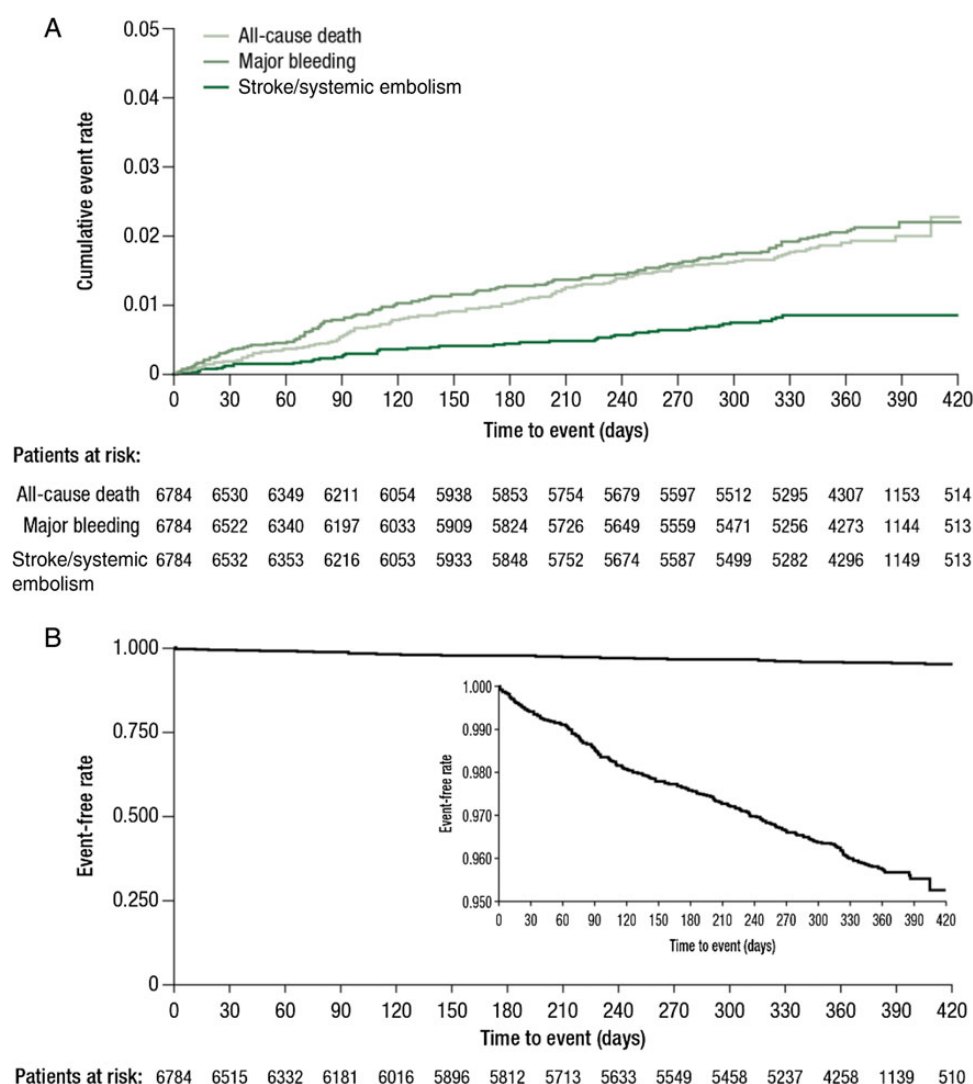 A
All-cause death
Major bleeding
Stroke/systemic embolism
0.05
0.04
0.03
0.02
0.01
0
Cumulative event rate
0 30 60 90 120 150 180 210 240 270 300 330 360 390 420
Time to event (days)
Patients at risk:
All-cause death 6784 6530 6349 6211 6054 5938 5853 5754 5679 5597 5512 5295 4307 1153 514
Major bleeding 6784 6522 6340 6197 6033 5909 5824 5726 5649 5559 5471 5256 4273 1144 513
Stroke/systemic 6784 6532 6353 6216 6053 5933 5848 5752 5674 5587 5499 5282 4296 1149 513
embolism
B
1.000
0.750
0.500
0.250
0
Event-free rate
1.000
0.990
0.980
0.970
0.960
0.950
Event-free rate
0 30 60 90 120 150 180 210 240 270 300 330 360 390 420
Time to event (days)
0 30 60 90 120 150 180 210 240 270 300 330 360 390 420
Time to event (days)
Patients at risk: 6784 6515 6332 6181 6016 5896 5812 5713 5633 5549 5458 5237 4258 1139 510